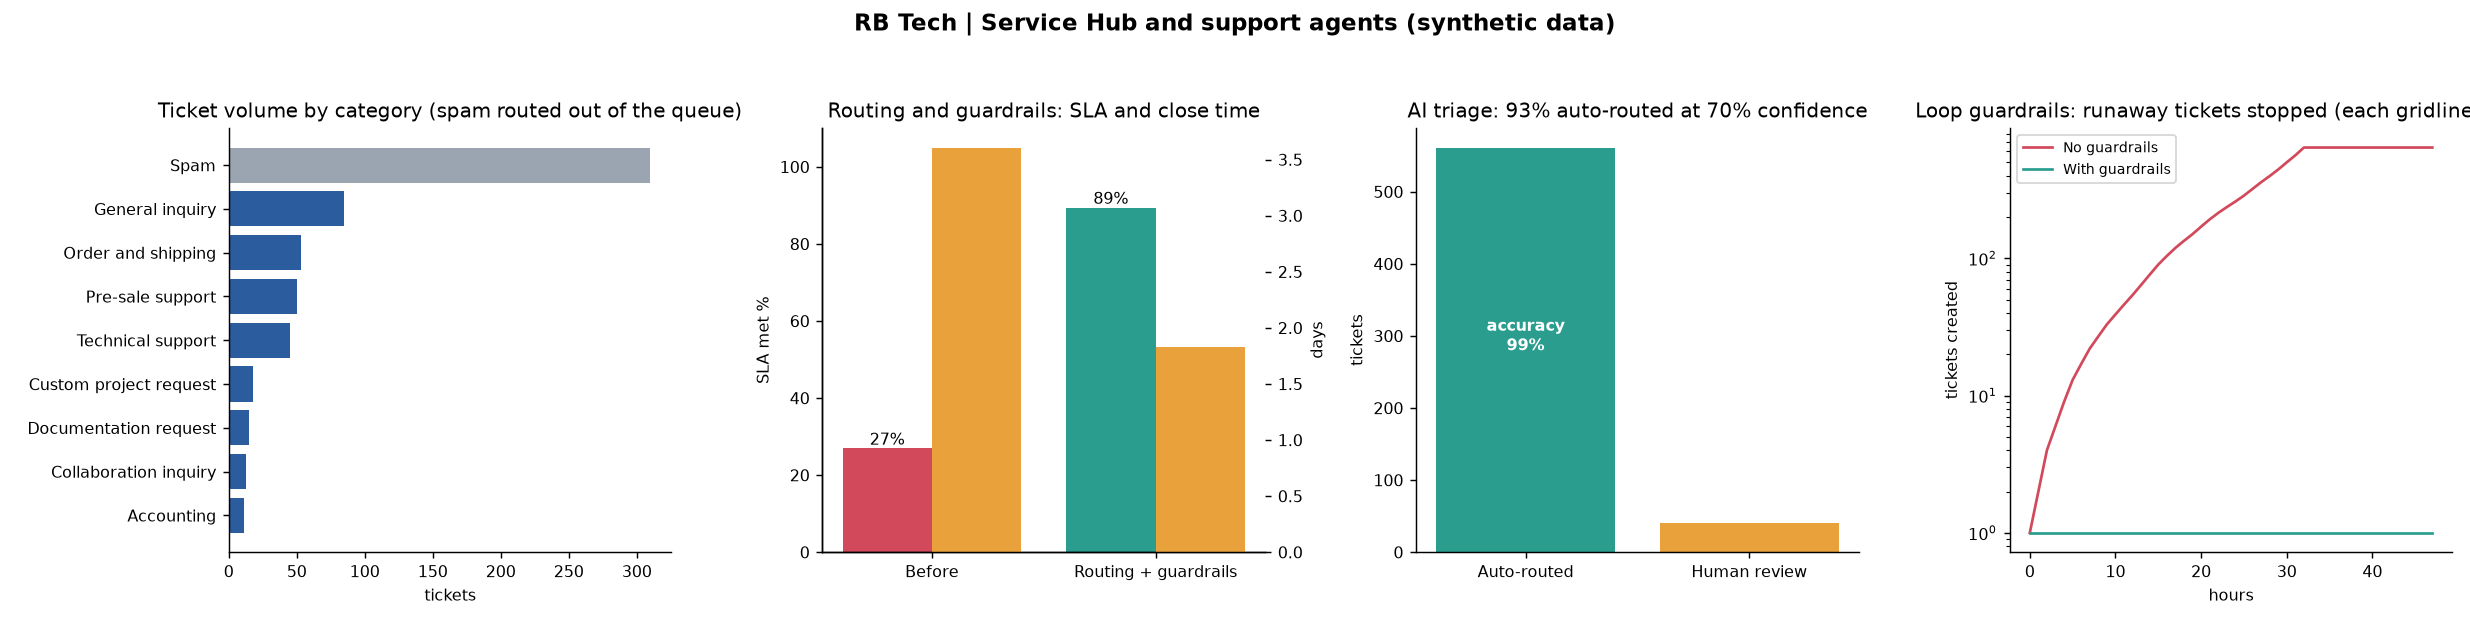 RB Tech | Service Hub and support agents (synthetic data)
Ticket volume by category (spam routed out of the queue)
Spam
General inquiry
Order and shipping
Pre-sale support
Technical support
Custom project request
Documentation request
Collaboration inquiry
Accounting
0 50 100 150 200 250 300
tickets
Routing and guardrails: SLA and close time
SLA met %
100
80
60
40
20
0
27%
89%
3.5
3.0
2.5
2.0
1.5
1.0
0.5
0.0
days
Before
Routing + guardrails
AI triage: 93% auto-routed at 70% confidence
tickets
500
400
300
200
100
0
accuracy
99%
Auto-routed
Human review
Loop guardrails: runaway tickets stopped (each gridline
No guardrails
With guardrails
tickets created
10²
10¹
10⁰
0 10 20 30 40
hours